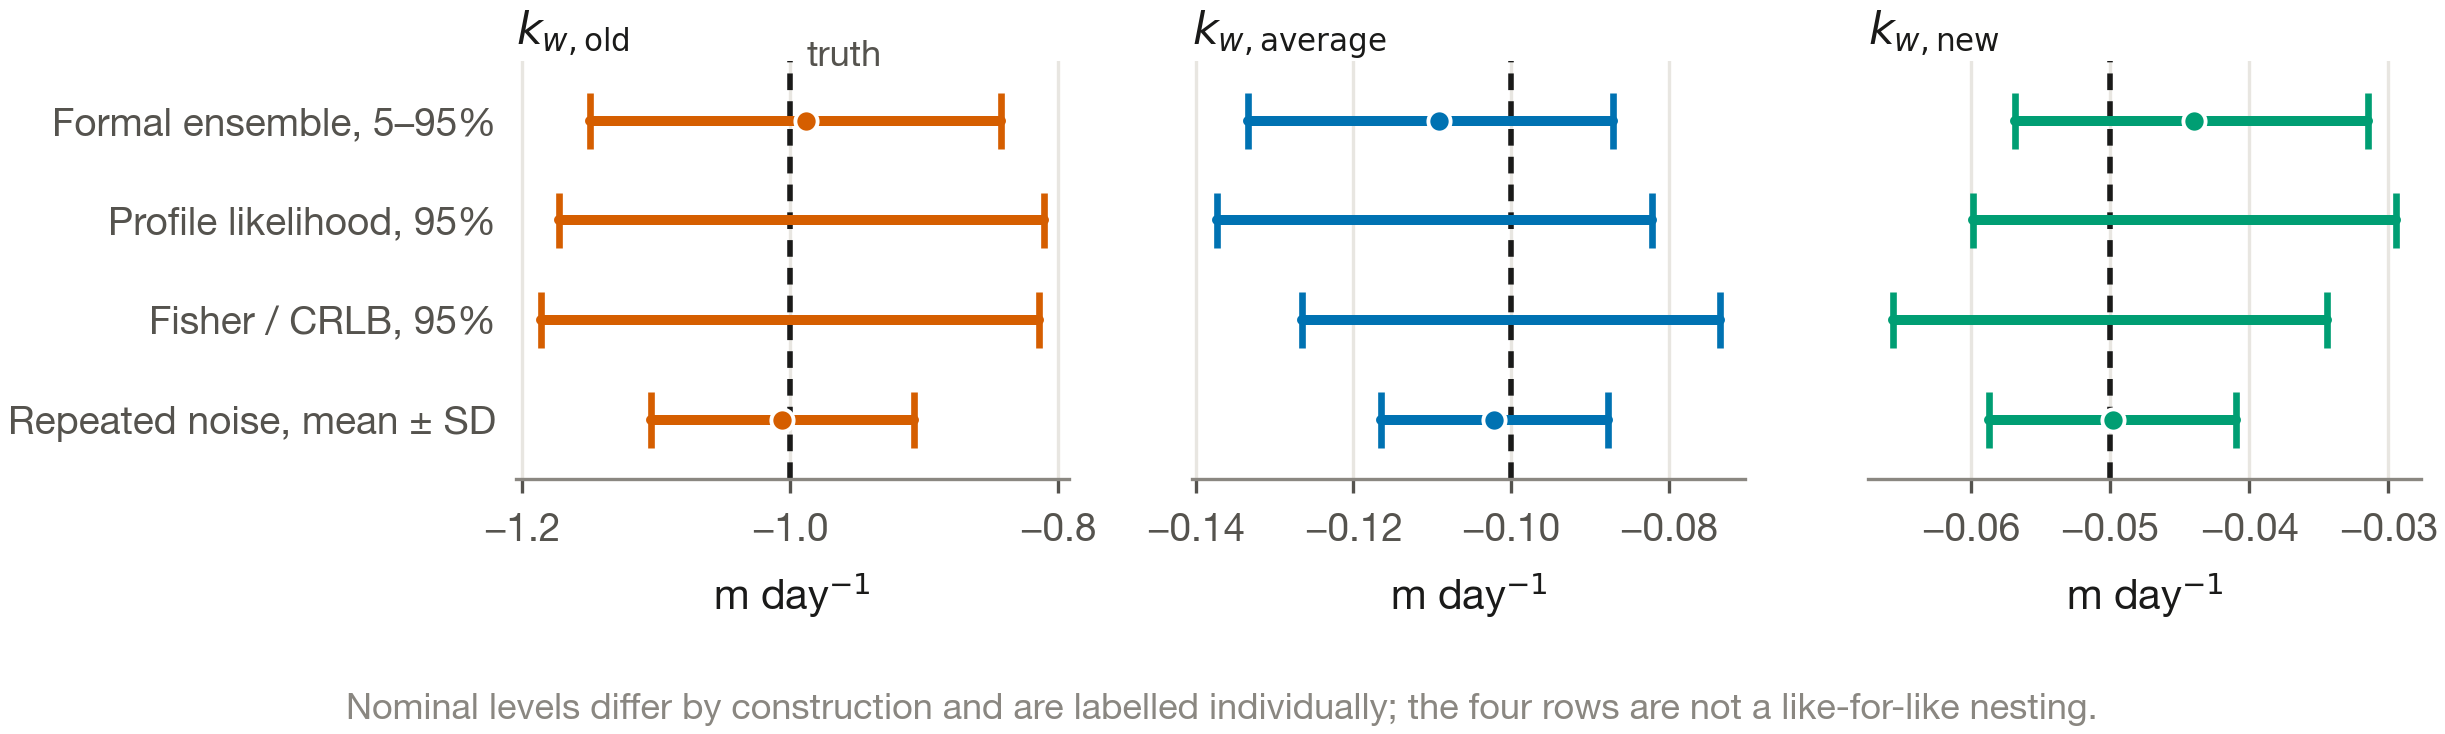 k_{w, old}
truth
k_{w, average}
k_{w, new}
Formal ensemble, 5–95%
Profile likelihood, 95%
Fisher / CRLB, 95%
Repeated noise, mean ± SD
−1.2 −1.0 −0.8
−0.14 −0.12 −0.10 −0.08
−0.06 −0.05 −0.04 −0.03
m day⁻¹
m day⁻¹
m day⁻¹
Nominal levels differ by construction and are labelled individually; the four rows are not a like-for-like nesting.